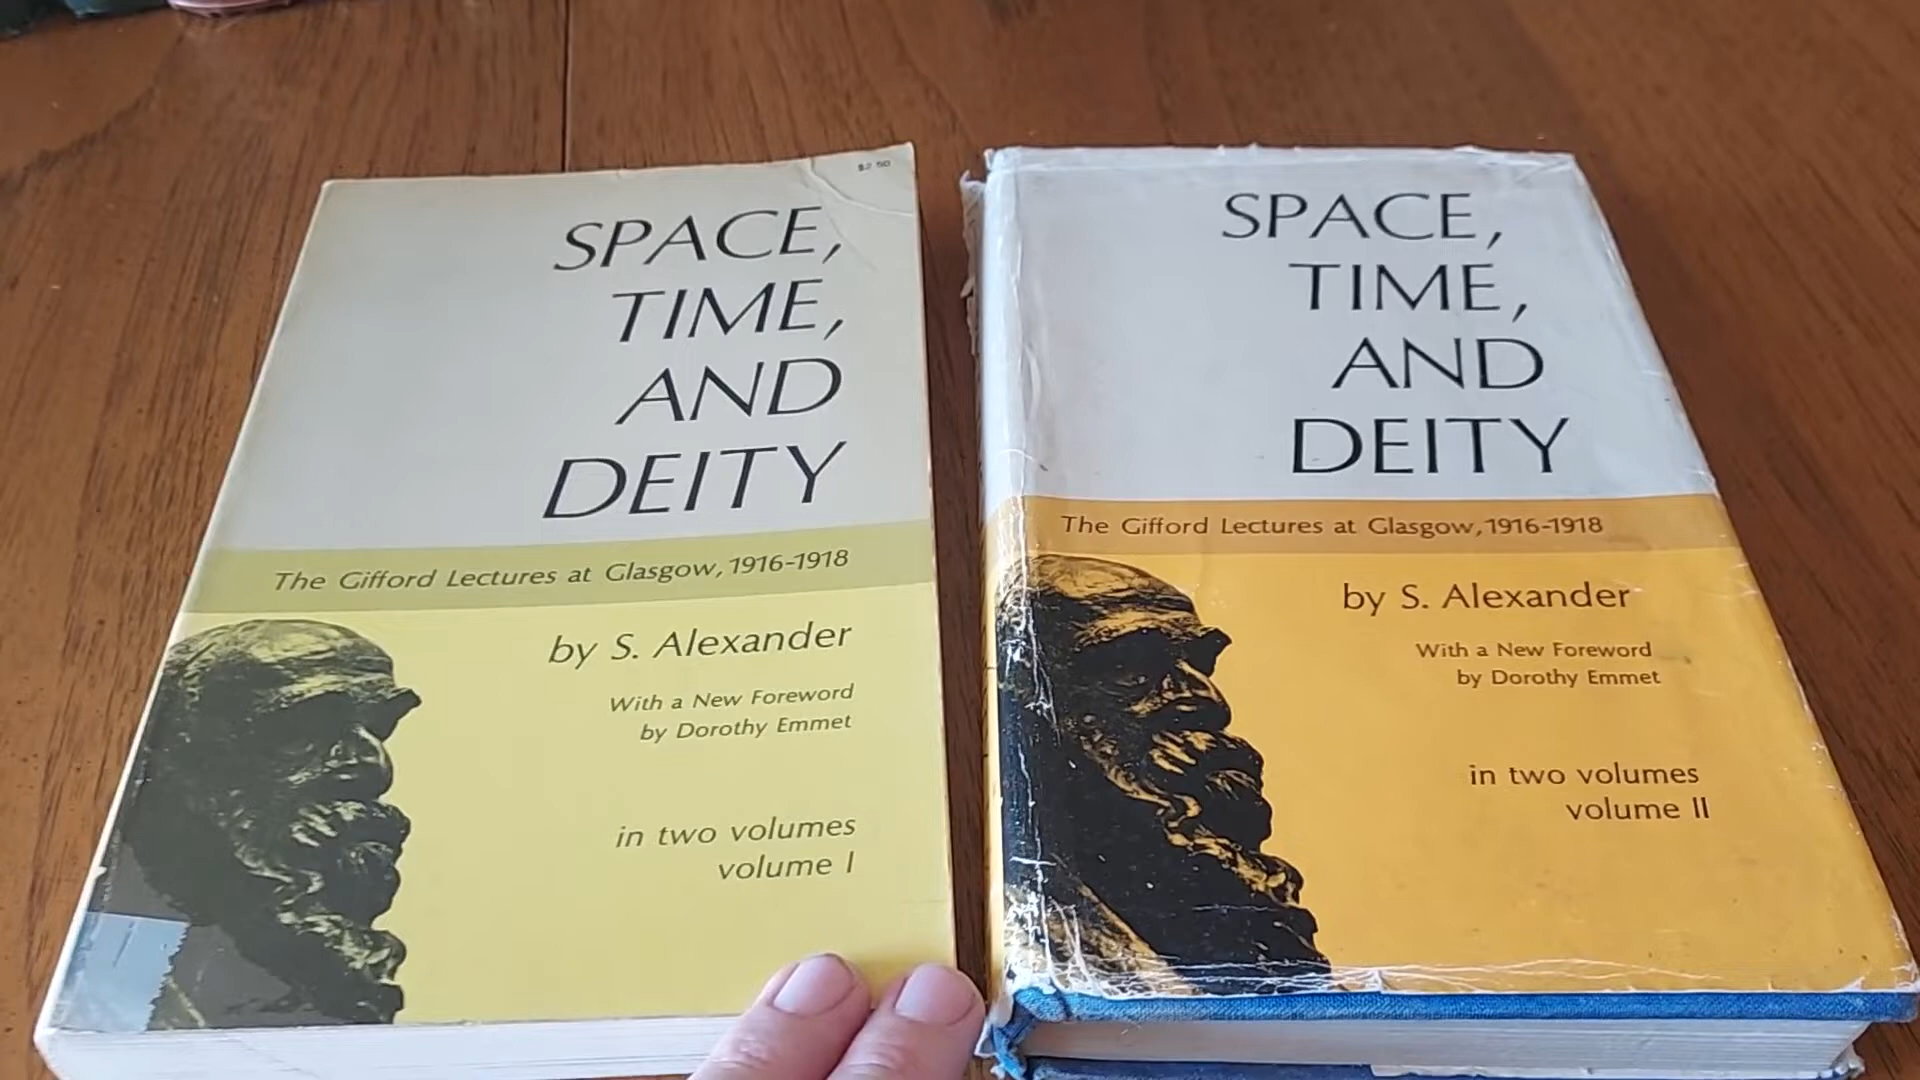 $2.50
SPACE,
TIME,
AND
DEITY
The Gifford Lectures at Glasgow, 1916-1918
by S. Alexander
With a New Foreword
by Dorothy Emmet
in two volumes
volume I
SPACE,
TIME,
AND
DEITY
The Gifford Lectures at Glasgow, 1916-1918
by S. Alexander
With a New Foreword
by Dorothy Emmet
in two volumes
volume II